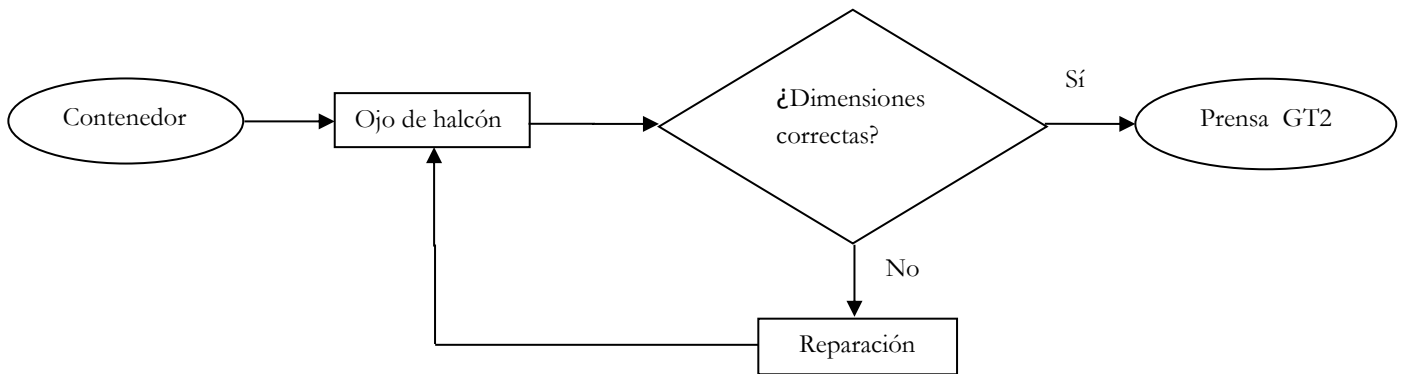 Contenedor
Ojo de halcón
¿Dimensiones
correctas?
Sí
Prensa GT2
No
Reparación